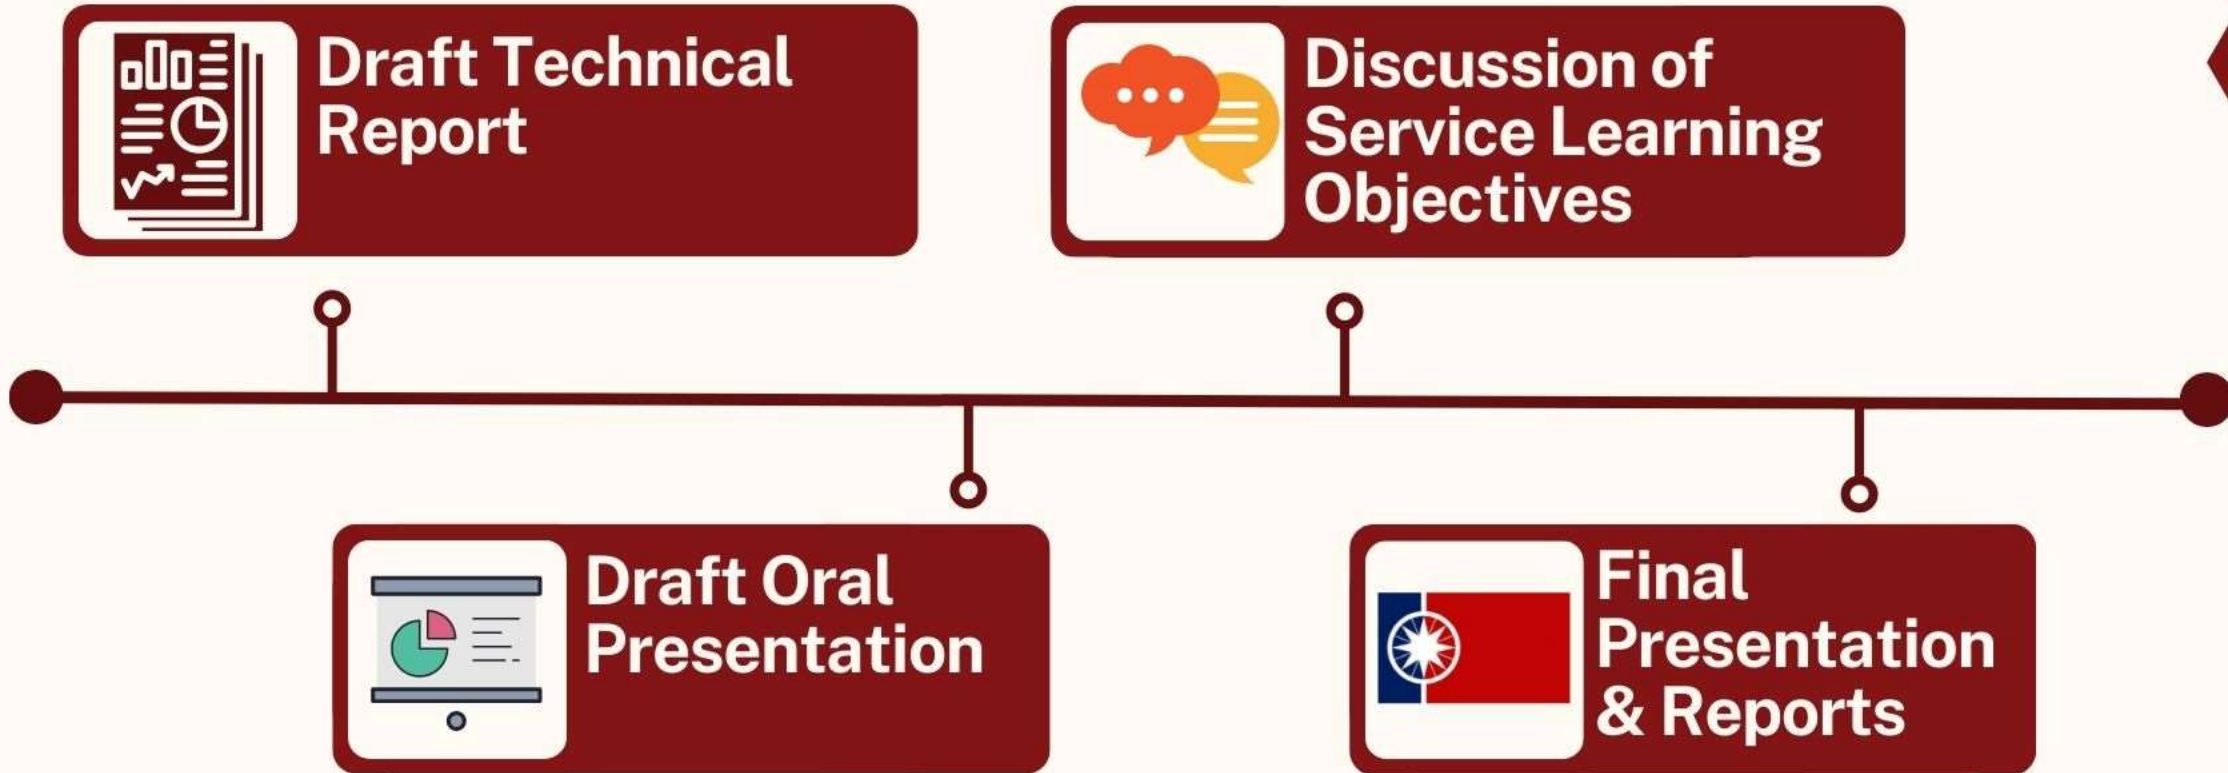 Draft Technical
Report
Discussion of
Service Learning
Objectives
Draft Oral
Presentation
Final
Presentation
& Reports